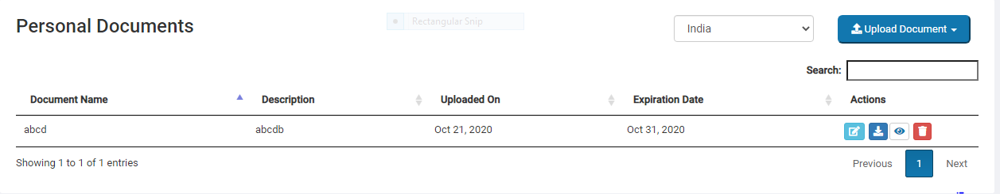 Personal Documents
Rectangular Snip
India
Upload Document
Search:
Document Name Description Uploaded On Expiration Date Actions
abcd abcdb Oct 21, 2020 Oct 31, 2020
Showing 1 to 1 of 1 entries
Previous 1 Next